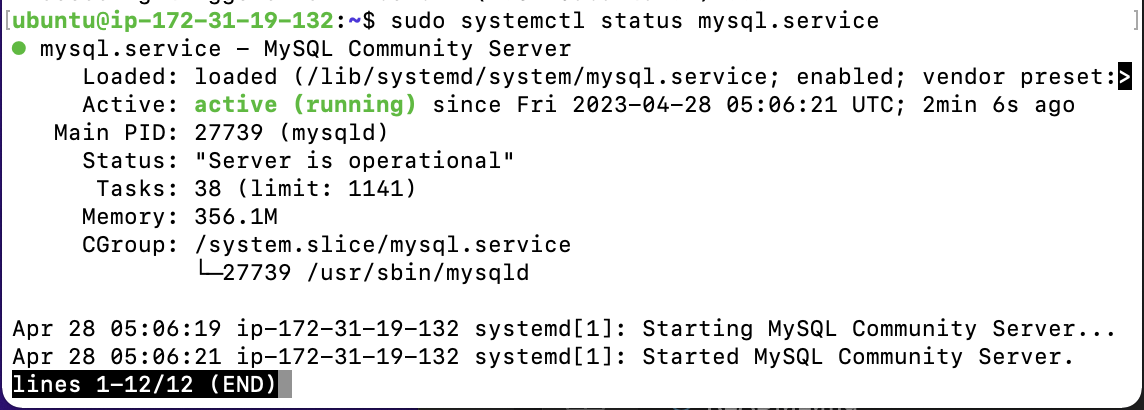 [ubuntu@ip-172-31-19-132:~$ sudo systemctl status mysql.service ]
● mysql.service - MySQL Community Server
Loaded: loaded (/lib/systemd/system/mysql.service; enabled; vendor preset:>
Active: active (running) since Fri 2023-04-28 05:06:21 UTC; 2min 6s ago
Main PID: 27739 (mysqld)
Status: "Server is operational"
Tasks: 38 (limit: 1141)
Memory: 356.1M
CGroup: /system.slice/mysql.service
└─27739 /usr/sbin/mysqld
Apr 28 05:06:19 ip-172-31-19-132 systemd[1]: Starting MySQL Community Server...
Apr 28 05:06:21 ip-172-31-19-132 systemd[1]: Started MySQL Community Server.
lines 1-12/12 (END)